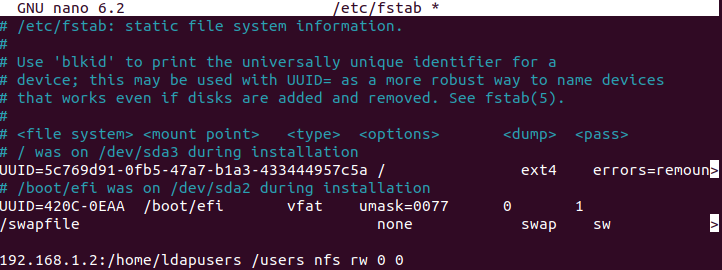 GNU nano 6.2 /etc/fstab *
# /etc/fstab: static file system information.
#
# Use 'blkid' to print the universally unique identifier for a
# device; this may be used with UUID= as a more robust way to name devices
# that works even if disks are added and removed. See fstab(5).
#
# <file system> <mount point> <type> <options> <dump> <pass>
# / was on /dev/sda3 during installation
UUID=5c769d91-0fb5-47a7-b1a3-433444957c5a / ext4 errors=remoun>
# /boot/efi was on /dev/sda2 during installation
UUID=420C-0EAA /boot/efi vfat umask=0077 0 1
/swapfile none swap sw >
192.168.1.2:/home/ldapusers /users nfs rw 0 0